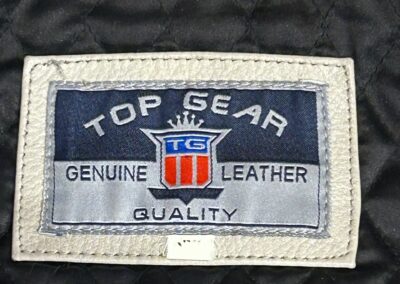 TOP GEAR
TG
GENUINE LEATHER
QUALITY